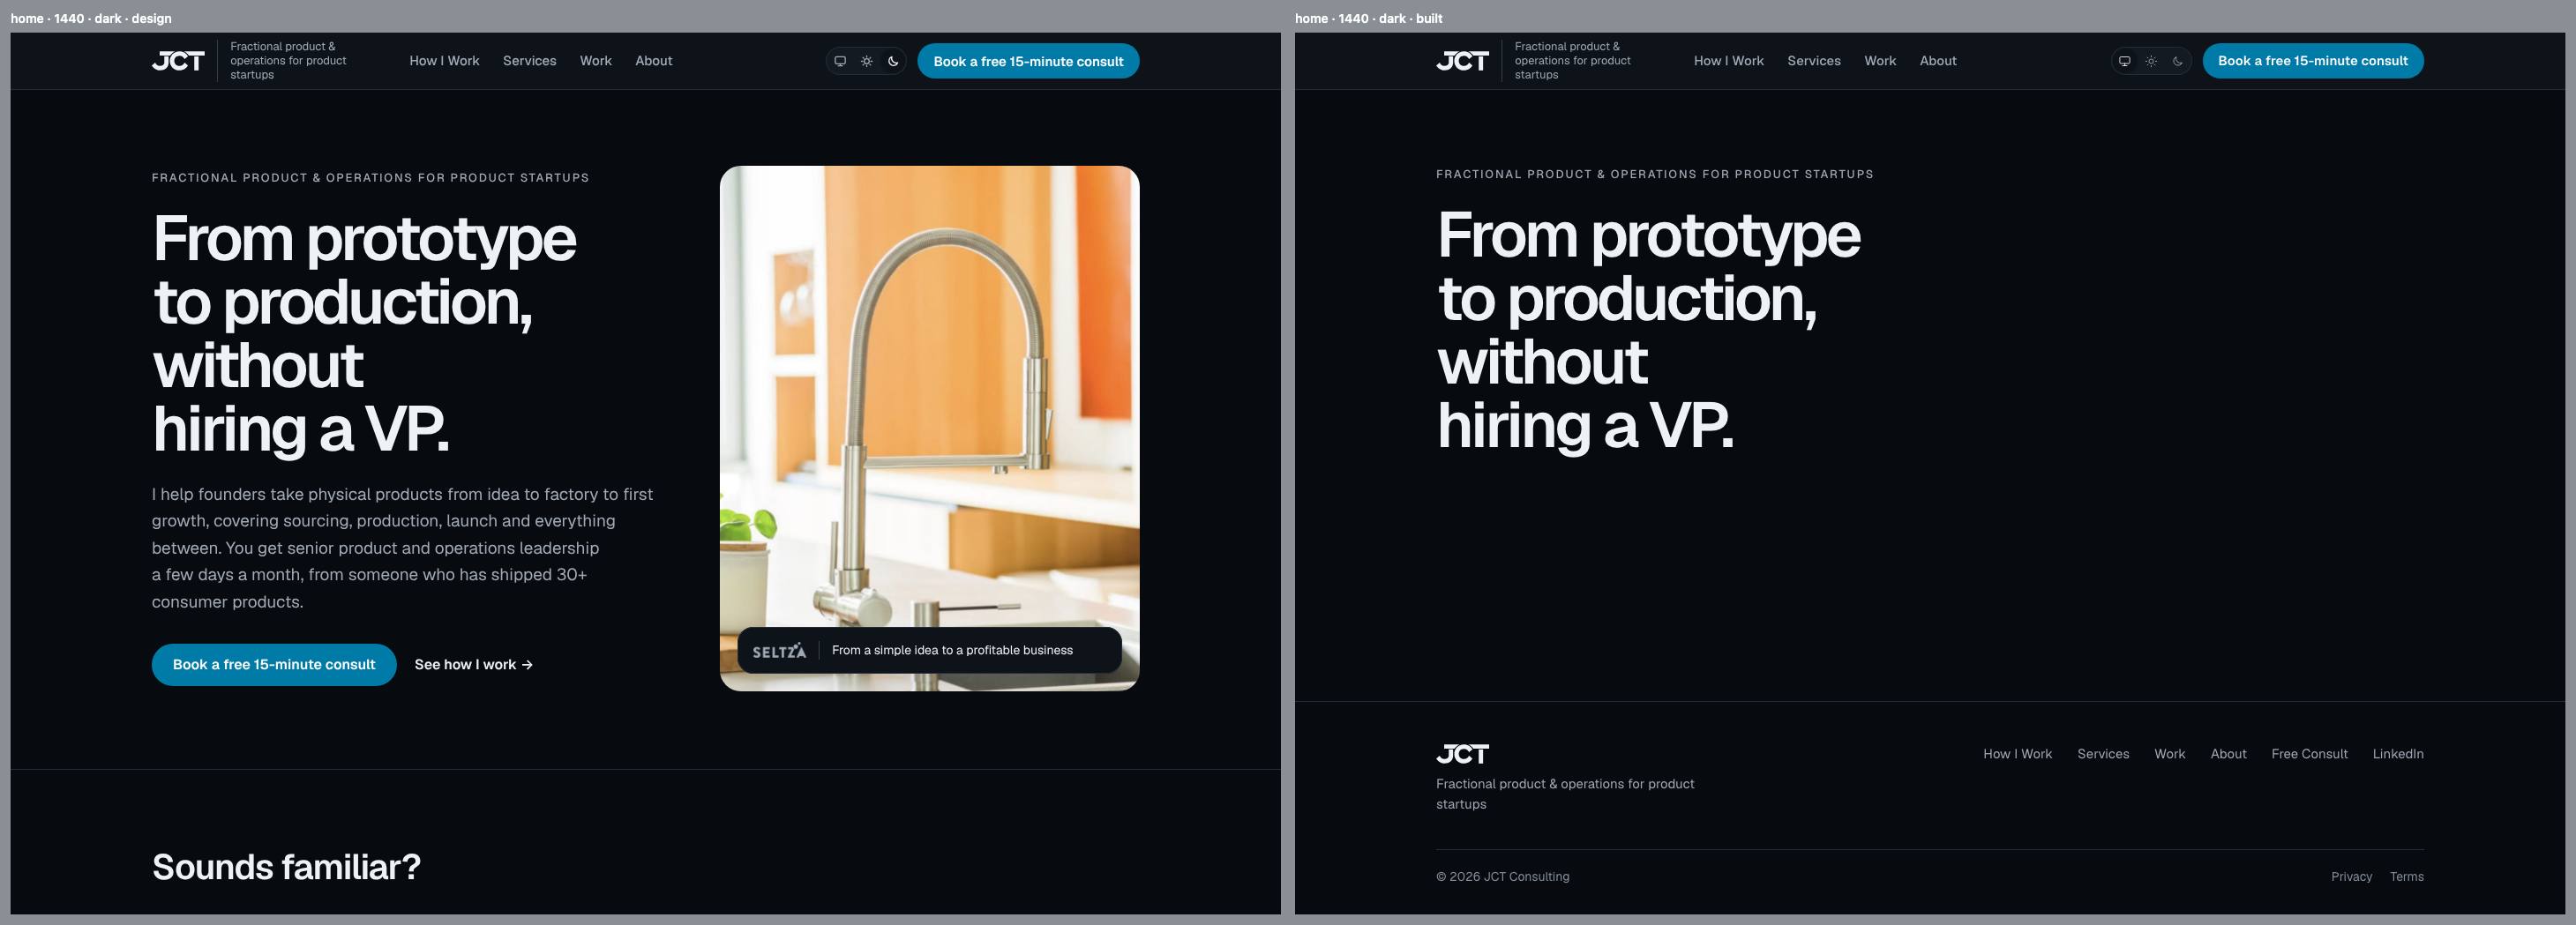 home · 1440 · dark · design
JCT
Fractional product &
operations for product
startups
How I Work
Services
Work
About
Book a free 15-minute consult
FRACTIONAL PRODUCT & OPERATIONS FOR PRODUCT STARTUPS
From prototype
to production,
without
hiring a VP.
I help founders take physical products from idea to factory to first
growth, covering sourcing, production, launch and everything
between. You get senior product and operations leadership
a few days a month, from someone who has shipped 30+
consumer products.
Book a free 15-minute consult
See how I work →
SELTZA
From a simple idea to a profitable business
Sounds familiar?
home · 1440 · dark · built
JCT
Fractional product &
operations for product
startups
How I Work
Services
Work
About
Book a free 15-minute consult
FRACTIONAL PRODUCT & OPERATIONS FOR PRODUCT STARTUPS
From prototype
to production,
without
hiring a VP.
JCT
Fractional product & operations for product
startups
How I Work
Services
Work
About
Free Consult
LinkedIn
© 2026 JCT Consulting
Privacy
Terms